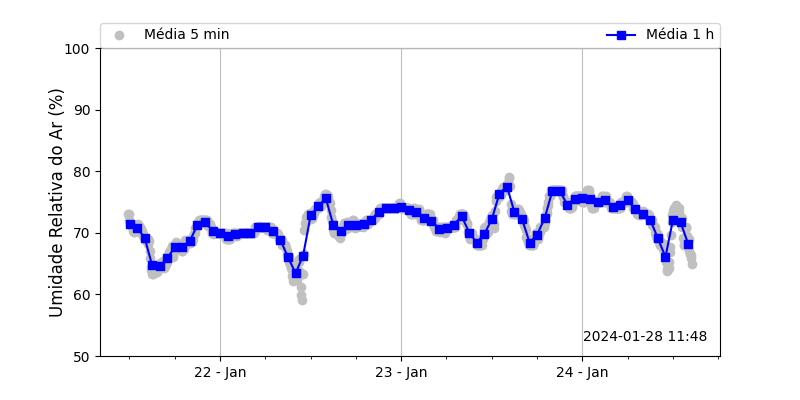 Média 5 min
Média 1 h
100
90
80
70
60
50
Umidade Relativa do Ar (%)
2024-01-28 11:48
22 - Jan
23 - Jan
24 - Jan